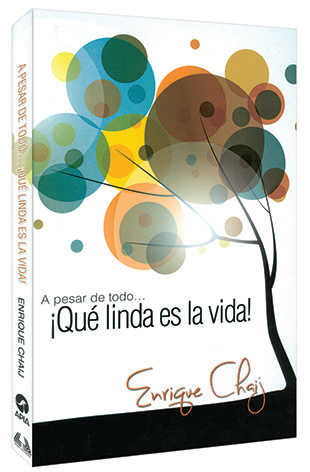 A pesar de todo...
¡Qué linda es la vida!
Enrique Chaij
A PESAR DE TODO... ¡QUÉ LINDA ES LA VIDA!
ENRIQUE CHAIJ
APIA